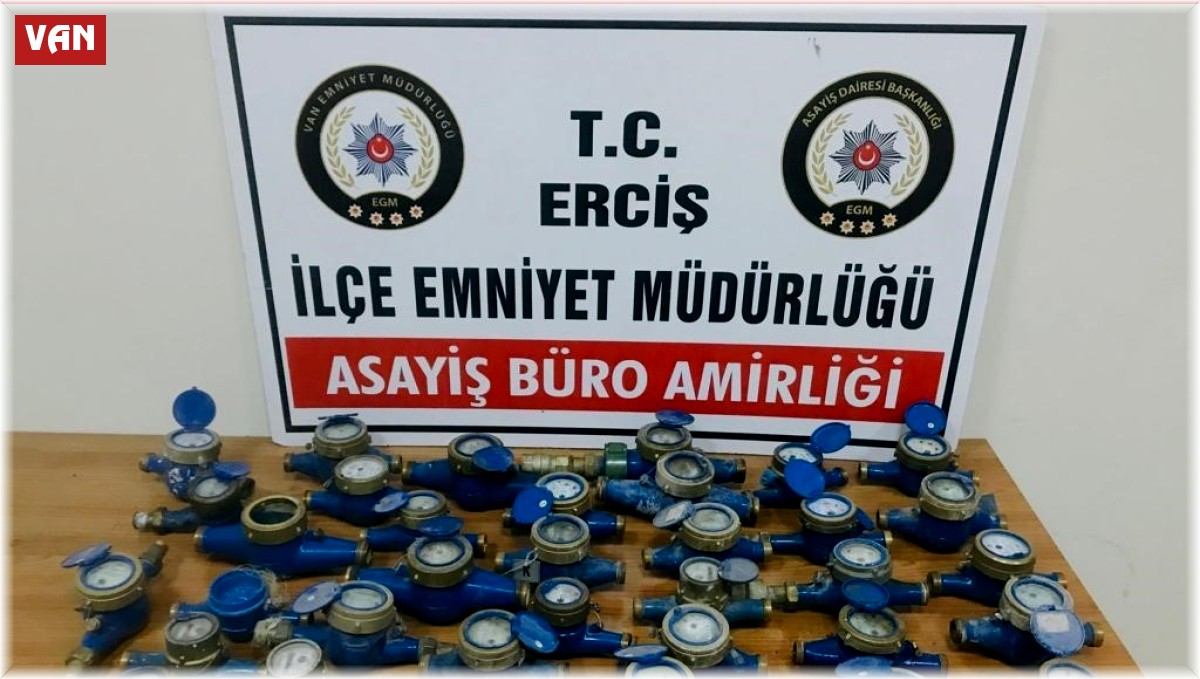 VAN
VAN EMNİYET MÜDÜRLÜĞÜ
EGM
ASAYİŞ DAİRESİ BAŞKANLIĞI
EGM
T.C.
ERCİŞ
İLÇE EMNİYET MÜDÜRLÜĞÜ
ASAYİŞ BÜRO AMİRLİĞİ
K